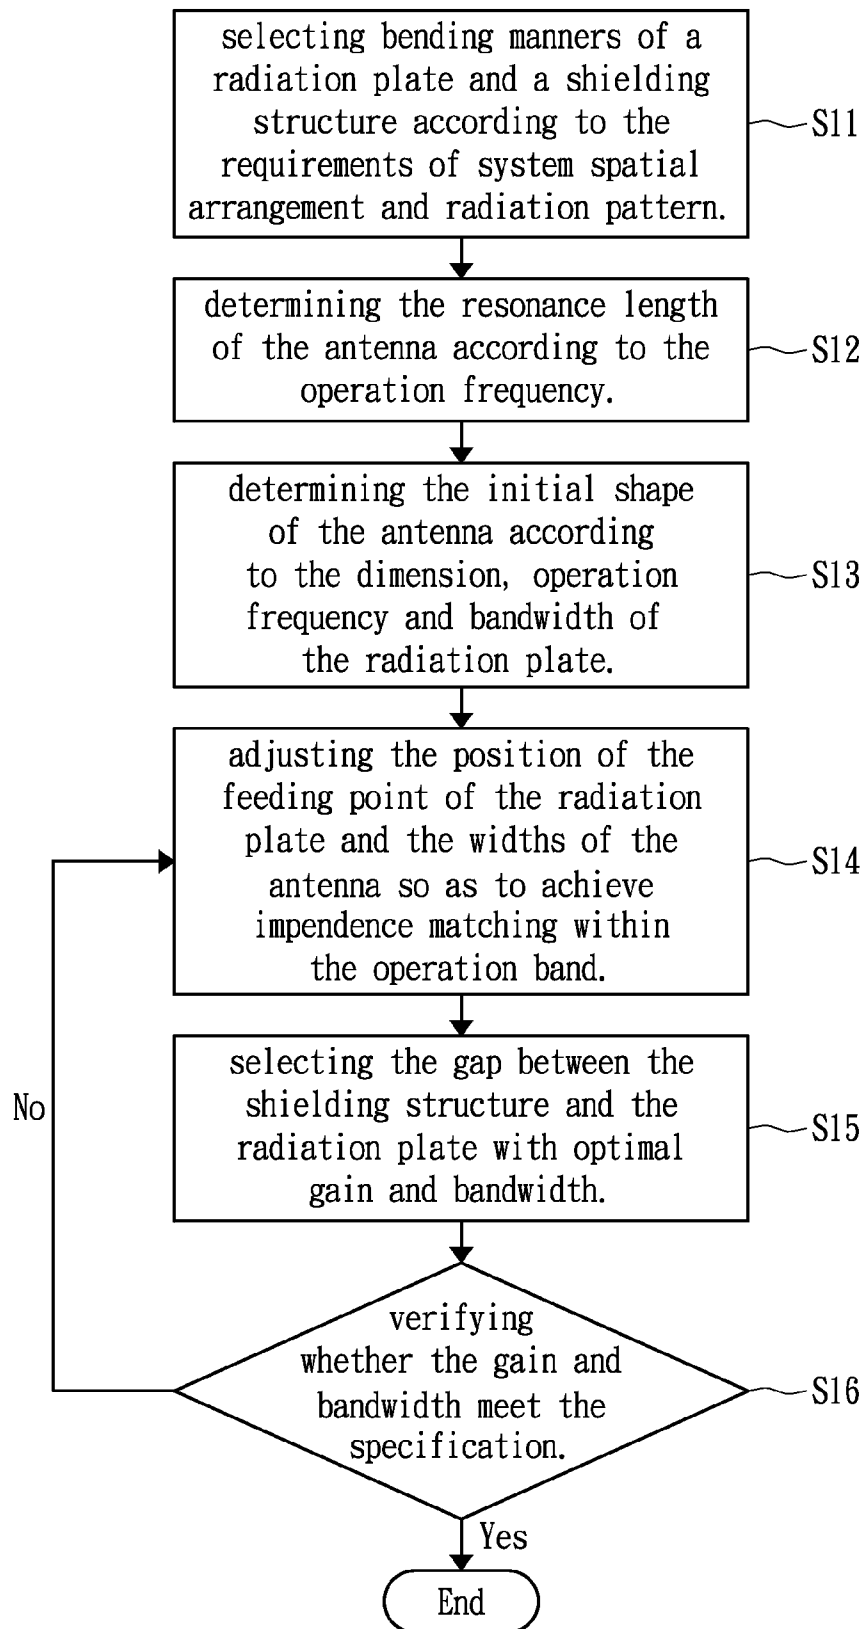 selecting bending manners of a
radiation plate and a shielding
structure according to the
requirements of system spatial
arrangement and radiation pattern.
S11
determining the resonance length
of the antenna according to the
operation frequency.
S12
determining the initial shape
of the antenna according
to the dimension, operation
frequency and bandwidth of
the radiation plate.
S13
adjusting the position of the
feeding point of the radiation
plate and the widths of the
antenna so as to achieve
impendence matching within
the operation band.
S14
selecting the gap between the
shielding structure and the
radiation plate with optimal
gain and bandwidth.
S15
No
verifying
whether the gain and
bandwidth meet the
specification.
S16
Yes
End